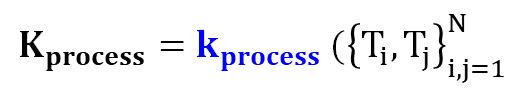 K_process = k_process ({T_i, T_j}_{i,j=1}^N